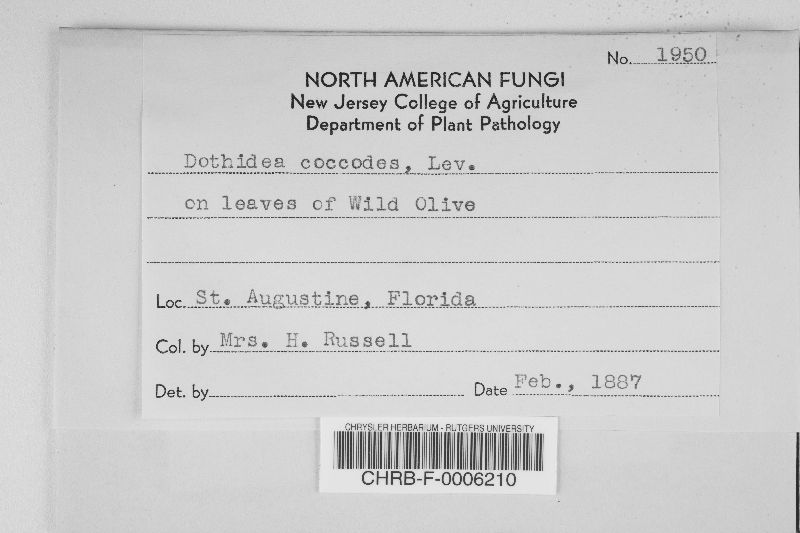 No. 1950
NORTH AMERICAN FUNGI
New Jersey College of Agriculture
Department of Plant Pathology
Dothidea coccodes, Lev.
on leaves of Wild Olive
Loc. St. Augustine, Florida
Col. by Mrs. H. Russell
Det. by Date Feb., 1887
CHRYSLER HERBARIUM - RUTGERS UNIVERSITY
CHRB-F-0006210